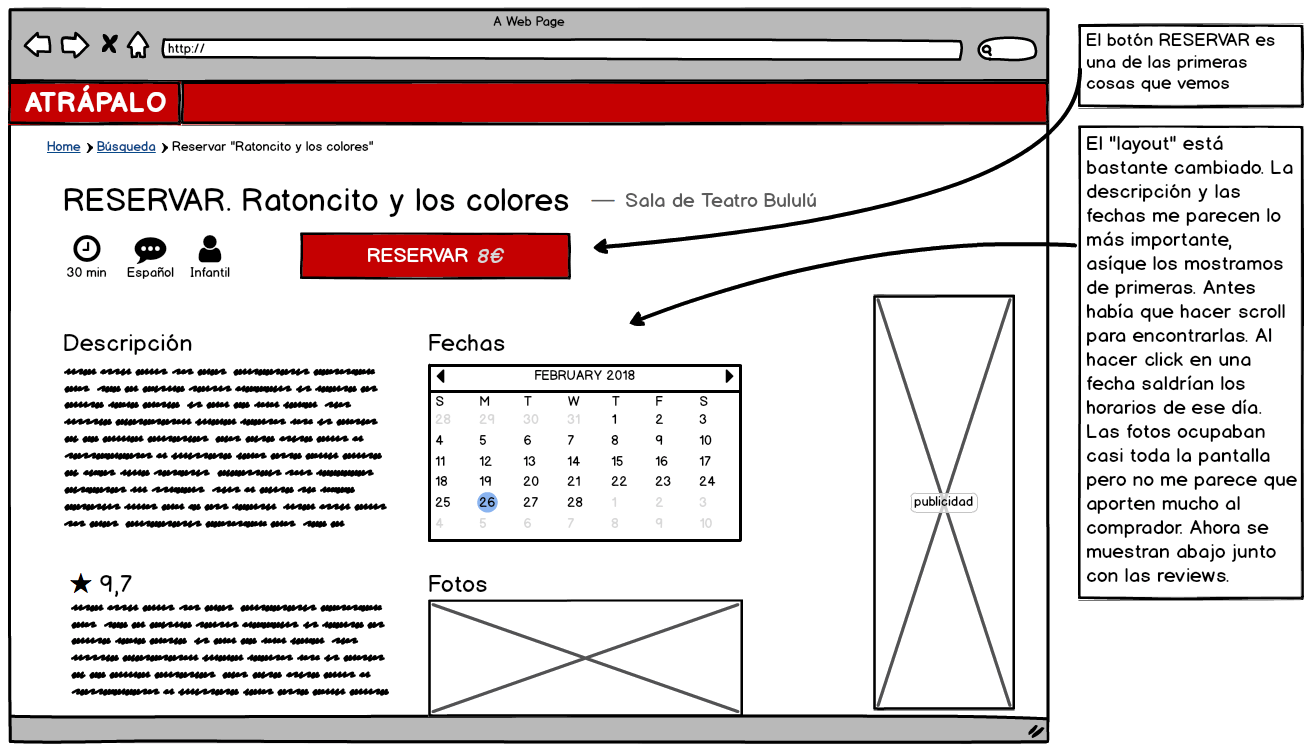 A Web Page
http://
ATRÁPALO
Home Búsqueda Reservar "Ratoncito y los colores"
RESERVAR. Ratoncito y los colores — Sala de Teatro Bululú
30 min Español Infantil
RESERVAR 8€
Descripción
Fechas
FEBRUARY 2018
S M T W T F S
28 29 30 31 1 2 3
4 5 6 7 8 9 10
11 12 13 14 15 16 17
18 19 20 21 22 23 24
25 26 27 28 1 2 3
4 5 6 7 8 9 10
publicidad
9,7
Fotos
El botón RESERVAR es
una de las primeras
cosas que vemos
El "layout" está
bastante cambiado. La
descripción y las
fechas me parecen lo
más importante,
asíque los mostramos
de primeras. Antes
había que hacer scroll
para encontrarlas. Al
hacer click en una
fecha saldrían los
horarios de ese día.
Las fotos ocupaban
casi toda la pantalla
pero no me parece que
aporten mucho al
comprador. Ahora se
muestran abajo junto
con las reviews.